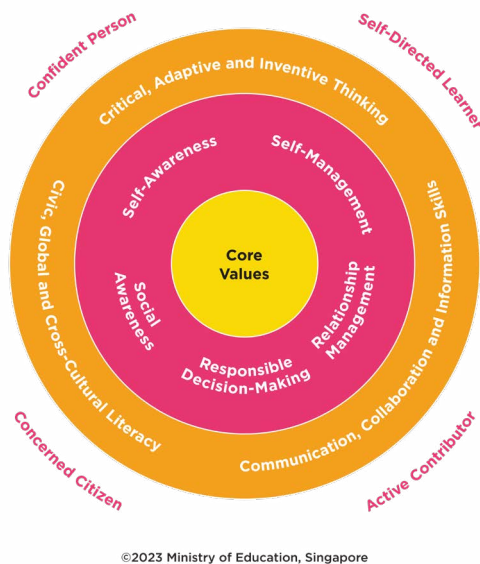 Confident Person
Self-Directed Learner
Critical, Adaptive and Inventive Thinking
Self-Awareness
Self-Management
Civic, Global and Cross-Cultural Literacy
Core
Values
Communication, Collaboration and Information Skills
Social
Awareness
Relationship
Management
Responsible
Decision-Making
Concerned Citizen
Active Contributor
©2023 Ministry of Education, Singapore